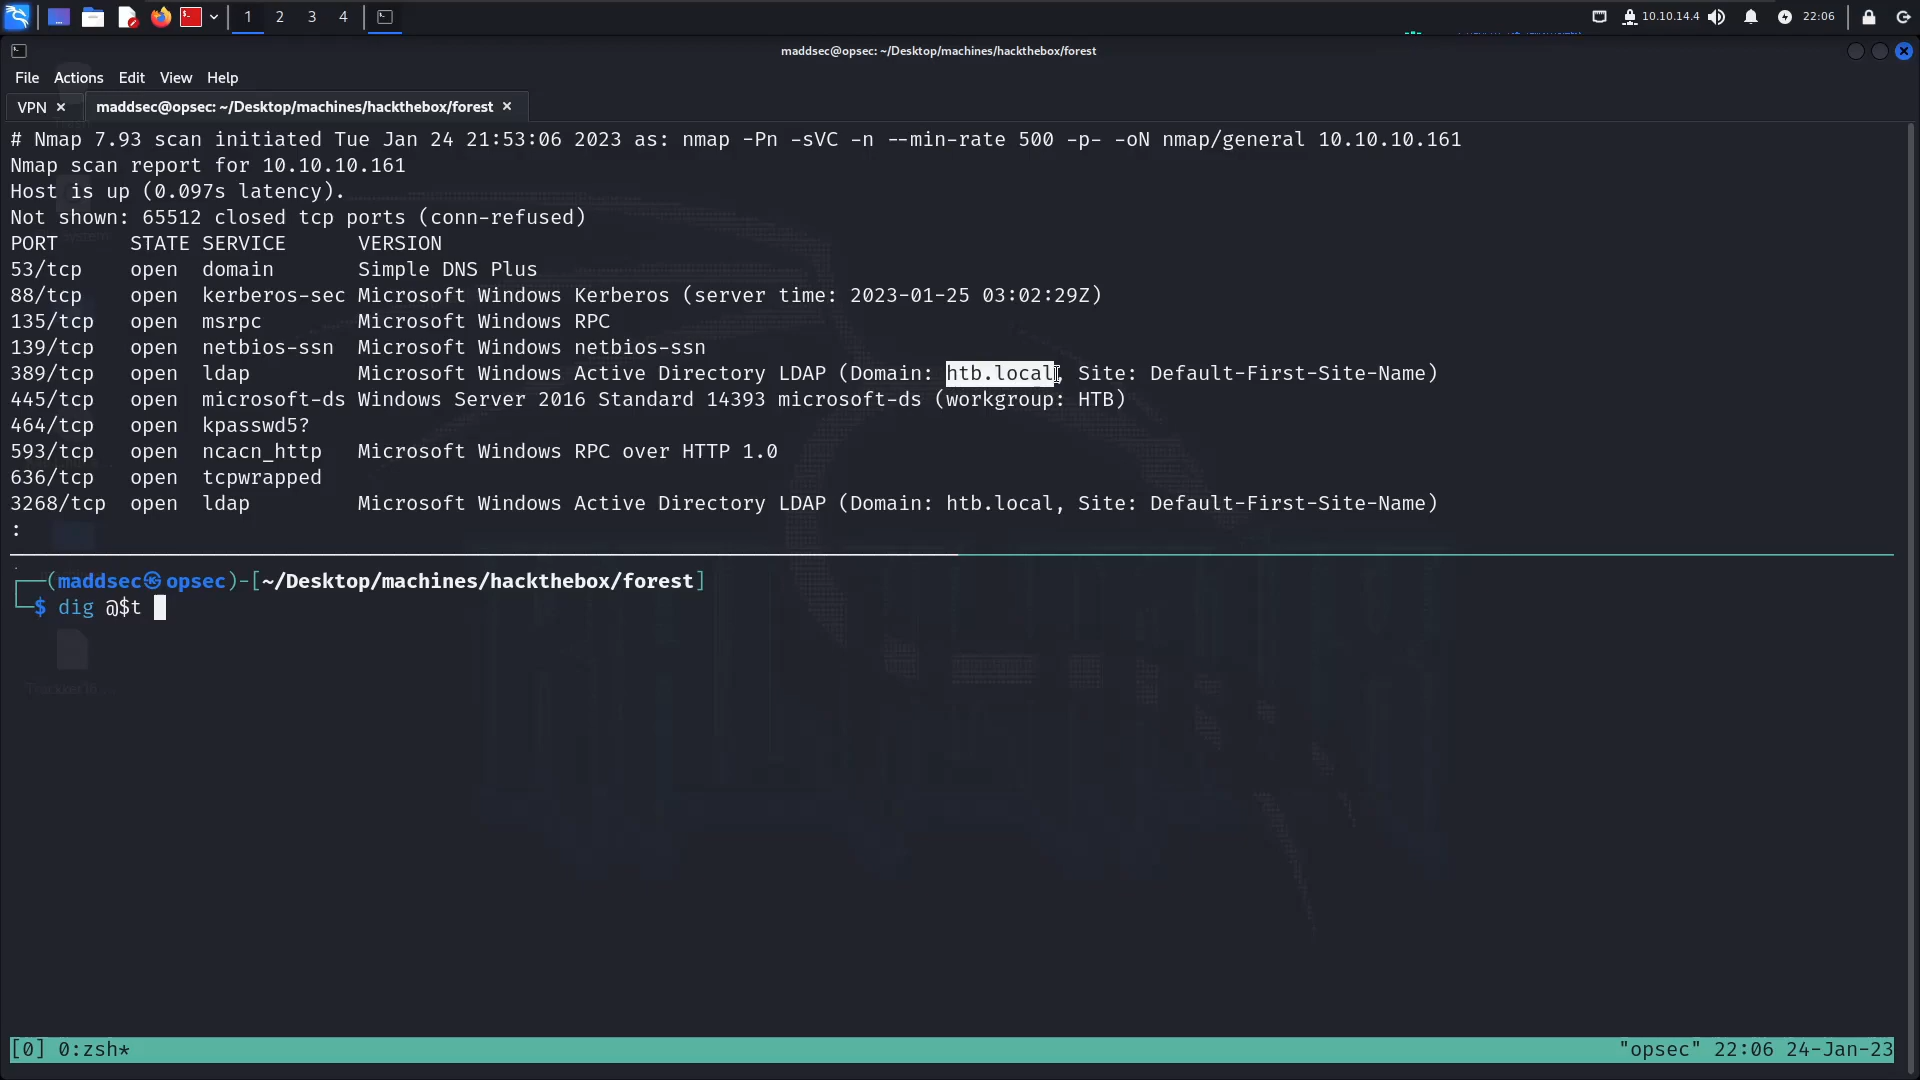 1 2 3 4 10.10.14.4 22:06
maddsec@opsec: ~/Desktop/machines/hackthebox/forest
File Actions Edit View Help
VPN × maddsec@opsec: ~/Desktop/machines/hackthebox/forest ×
# Nmap 7.93 scan initiated Tue Jan 24 21:53:06 2023 as: nmap -Pn -sVC -n --min-rate 500 -p- -oN nmap/general 10.10.10.161
Nmap scan report for 10.10.10.161
Host is up (0.097s latency).
Not shown: 65512 closed tcp ports (conn-refused)
PORT STATE SERVICE VERSION
53/tcp open domain Simple DNS Plus
88/tcp open kerberos-sec Microsoft Windows Kerberos (server time: 2023-01-25 03:02:29Z)
135/tcp open msrpc Microsoft Windows RPC
139/tcp open netbios-ssn Microsoft Windows netbios-ssn
389/tcp open ldap Microsoft Windows Active Directory LDAP (Domain: htb.local, Site: Default-First-Site-Name)
445/tcp open microsoft-ds Windows Server 2016 Standard 14393 microsoft-ds (workgroup: HTB)
464/tcp open kpasswd5?
593/tcp open ncacn_http Microsoft Windows RPC over HTTP 1.0
636/tcp open tcpwrapped
3268/tcp open ldap Microsoft Windows Active Directory LDAP (Domain: htb.local, Site: Default-First-Site-Name)
:
┌──(maddsec㉿opsec)-[~/Desktop/machines/hackthebox/forest]
└─$ dig @$t
[0] 0:zsh* "opsec" 22:06 24-Jan-23